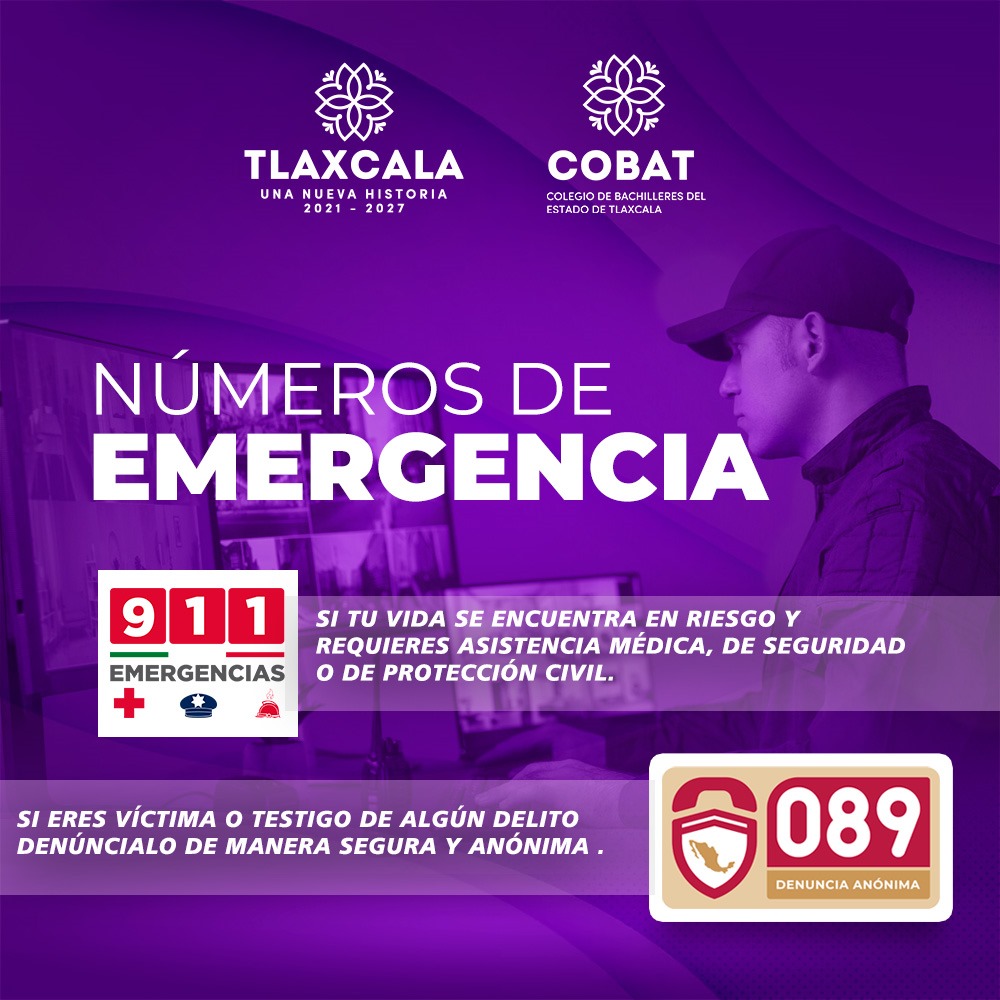 TLAXCALA
UNA NUEVA HISTORIA
2021 - 2027
COBAT
COLEGIO DE BACHILLERES DEL
ESTADO DE TLAXCALA
NÚMEROS DE
EMERGENCIA
911
EMERGENCIAS
SI TU VIDA SE ENCUENTRA EN RIESGO Y
REQUIERES ASISTENCIA MÉDICA, DE SEGURIDAD
O DE PROTECCIÓN CIVIL.
SI ERES VÍCTIMA O TESTIGO DE ALGÚN DELITO
DENÚNCIALO DE MANERA SEGURA Y ANÓNIMA .
089
DENUNCIA ANÓNIMA